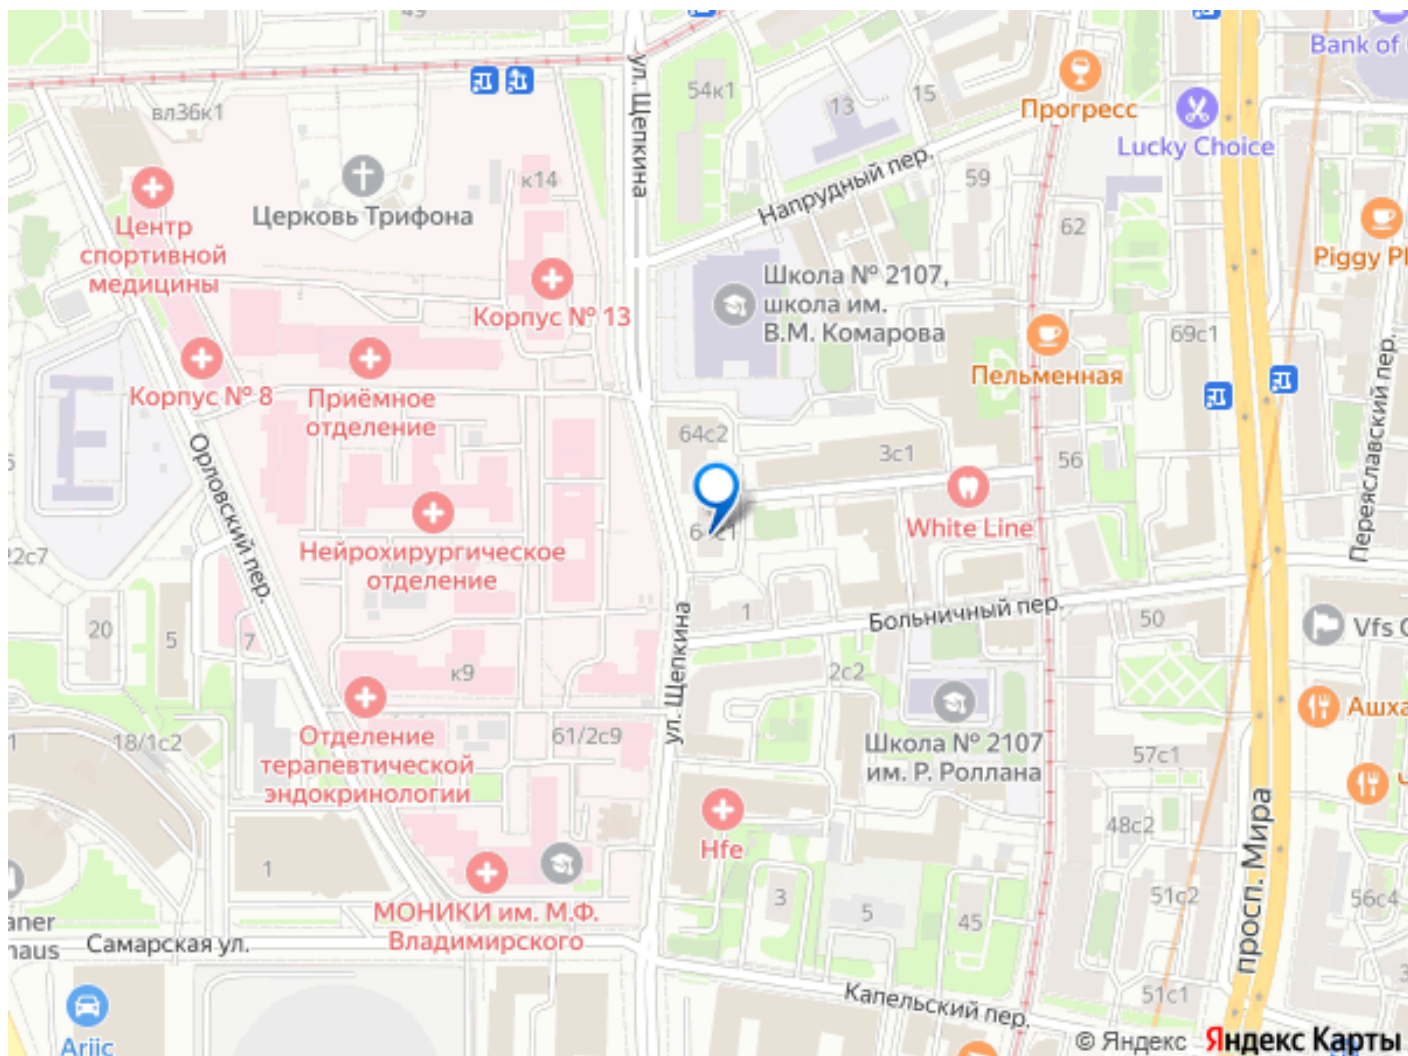 49
Bank of
54к1
13
15
Прогресс
Lucky Choice
вл36к1
ул. Щепкина
к14
Церковь Трифона
Напрудный пер.
59
62
Piggy
Центр
спортивной
медицины
Корпус № 13
Школа № 2107,
школа им.
В.М. Комарова
69с1
Переяславский пер.
Корпус № 8
Приёмное
отделение
Пельменная
64с2
3с1
56
Орловский пер.
White Line
64с1
Нейрохирургическое
отделение
22с7
20
5
7
1
Больничный пер.
50
Vfs
к9
2с2
ул. Щепкина
18/1с2
Отделение
терапевтической
эндокринологии
61/2с9
Школа № 2107
им. Р. Роллана
57с1
Hfe
48с2
просп. Мира
1
МОНИКИ им. М.Ф.
Владимирского
3
5
45
51с2
56с4
Самарская ул.
Капельский пер.
51с1
© Яндекс Яндекс Карты